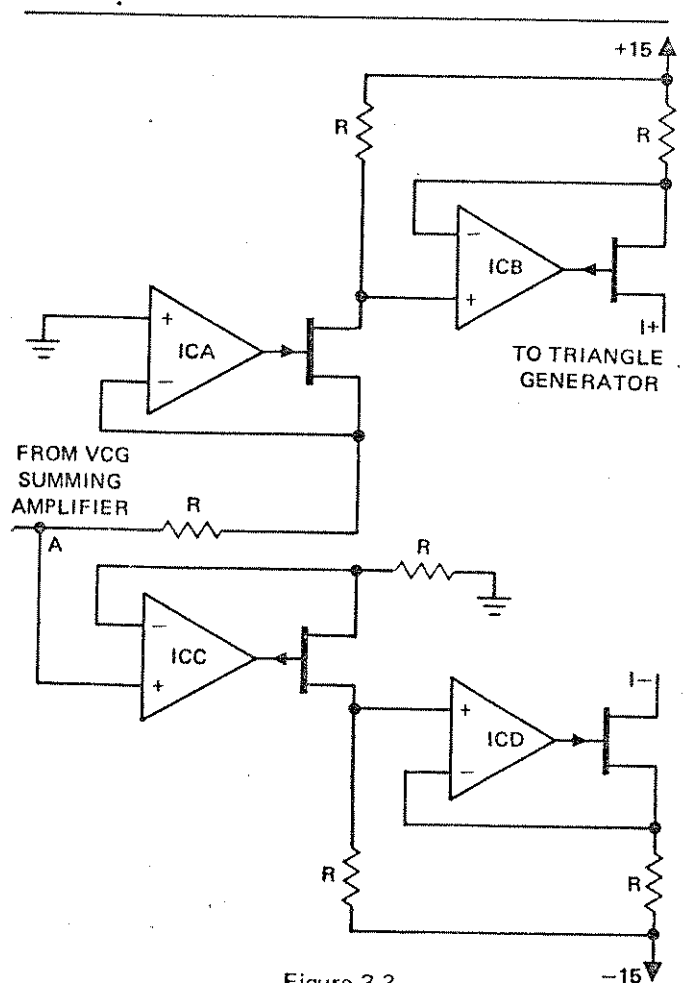 +15
R
R
−
ICB
+
I+
TO TRIANGLE
GENERATOR
+
ICA
−
FROM VCG
SUMMING
AMPLIFIER
R
A
R
−
ICC
+
I−
+
ICD
−
R
R
−15
Figure 2-2